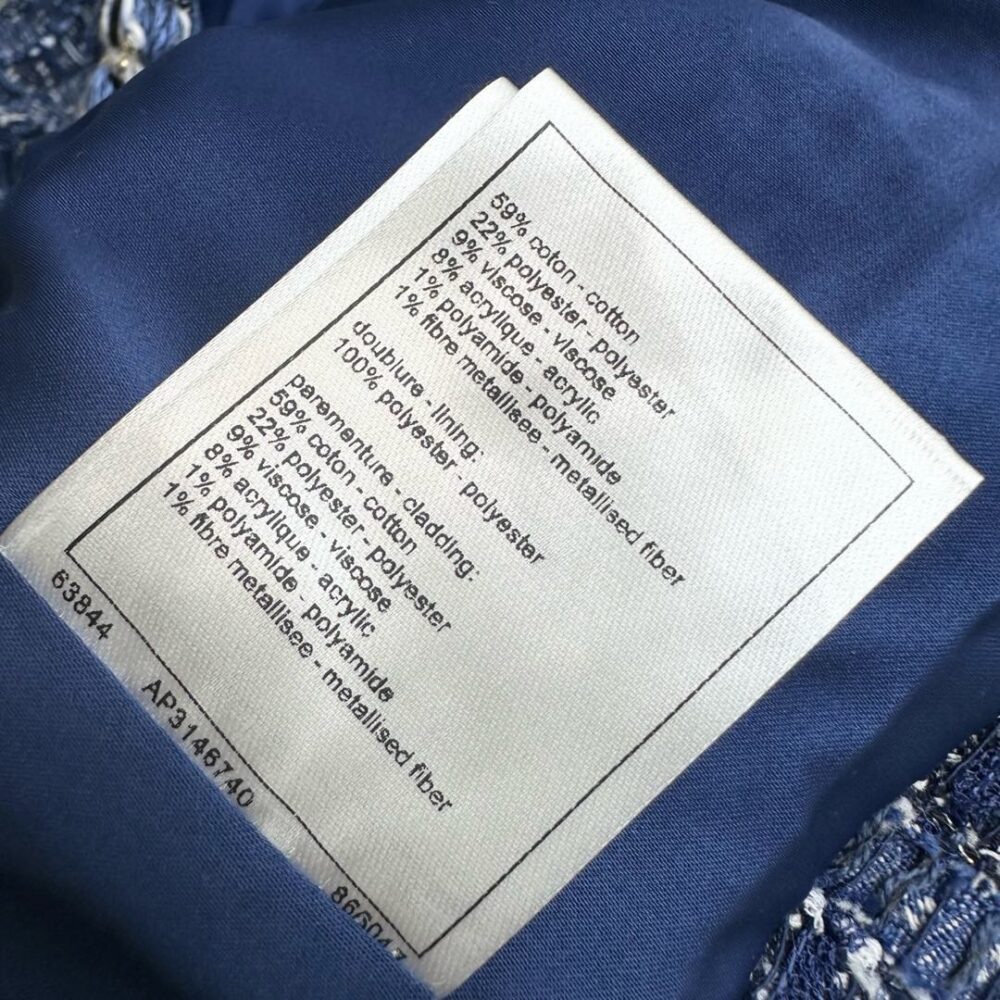 59% coton - cotton
22% polyester - polyester
9% viscose - viscose
8% acrylique - acrylic
1% polyamide - polyamide
1% fibre metallisee - metallised fiber
doublure - lining:
100% polyester - polyester
parementure - cladding:
59% coton - cotton
22% polyester - polyester
9% viscose - viscose
8% acrylique - acrylic
1% polyamide - polyamide
1% fibre metallisee - metallised fiber
63844
AP3146740